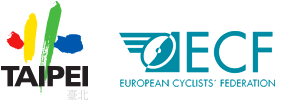 TAIPEI
臺北
ECF
EUROPEAN CYCLISTS' FEDERATION